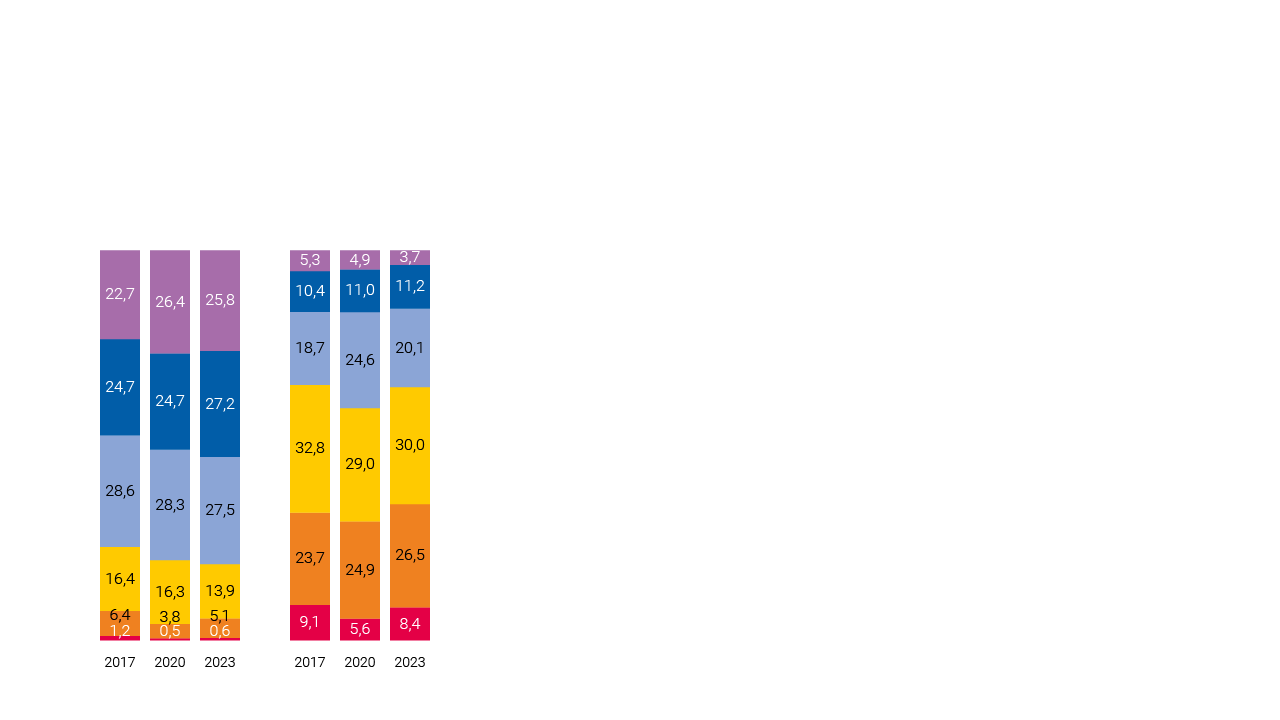 22,7 26,4 25,8 5,3 4,9 3,7
24,7 24,7 27,2 10,4 11,0 11,2
28,6 28,3 27,5 18,7 24,6 20,1
16,4 16,3 13,9 32,8 29,0 30,0
6,4 3,8 5,1 23,7 24,9 26,5
1,2 0,5 0,6 9,1 5,6 8,4
2017 2020 2023 2017 2020 2023